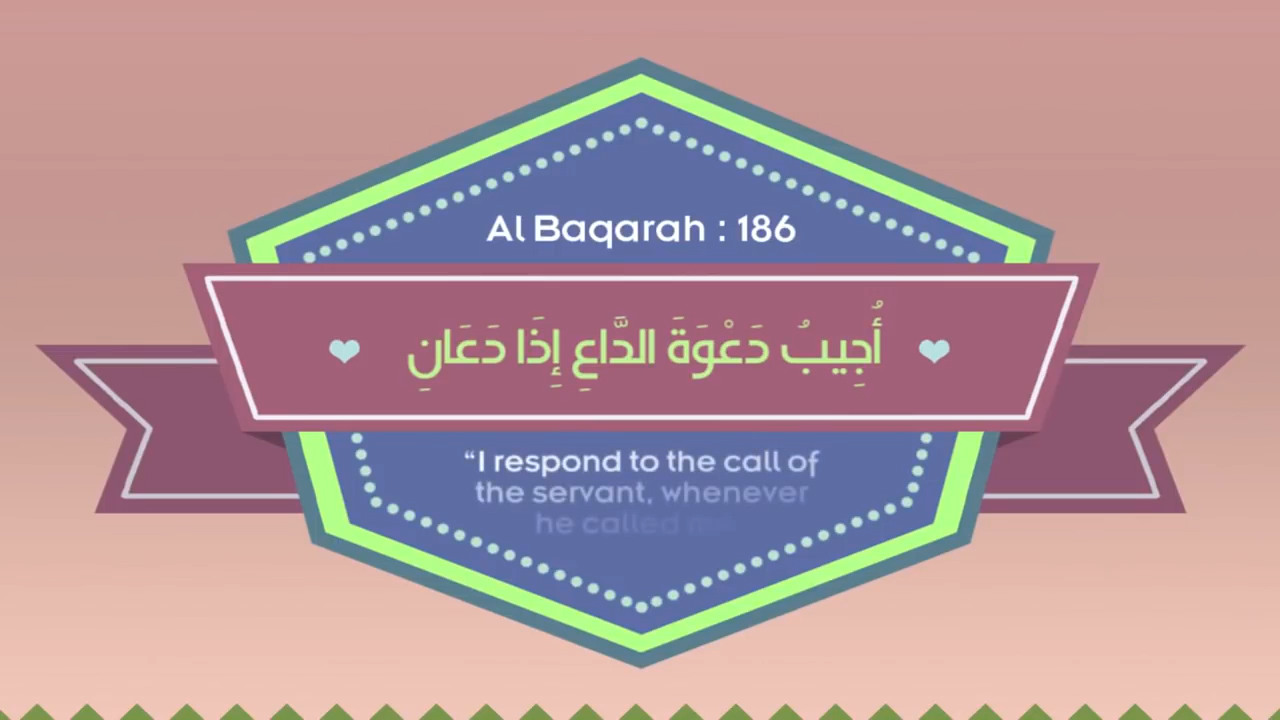 Al Baqarah : 186
أُجِيبُ دَعْوَةَ الدَّاعِ إِذَا دَعَانِ
“I respond to the call of
the servant, whenever
he called